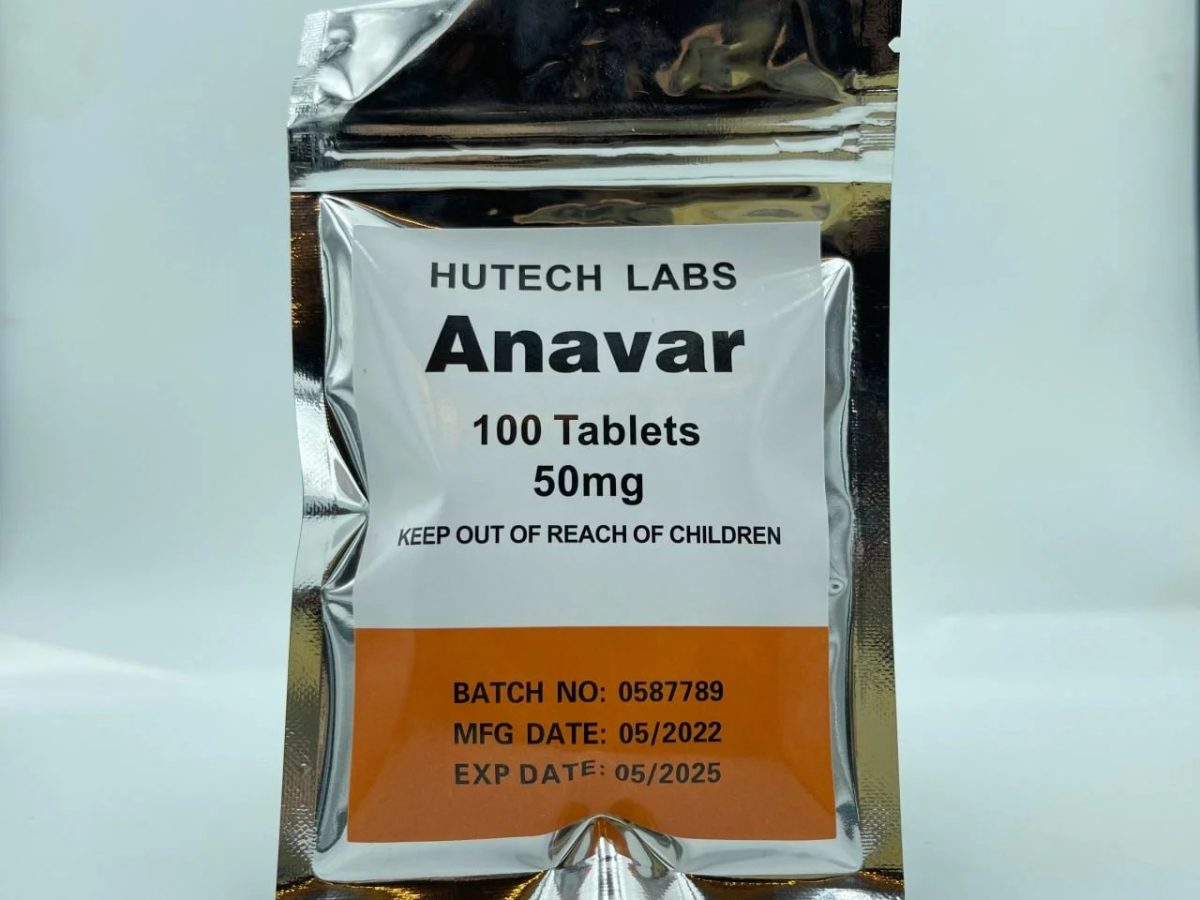 HUTECH LABS
Anavar
100 Tablets
50mg
KEEP OUT OF REACH OF CHILDREN
BATCH NO: 0587789
MFG DATE: 05/2022
EXP DATE: 05/2025